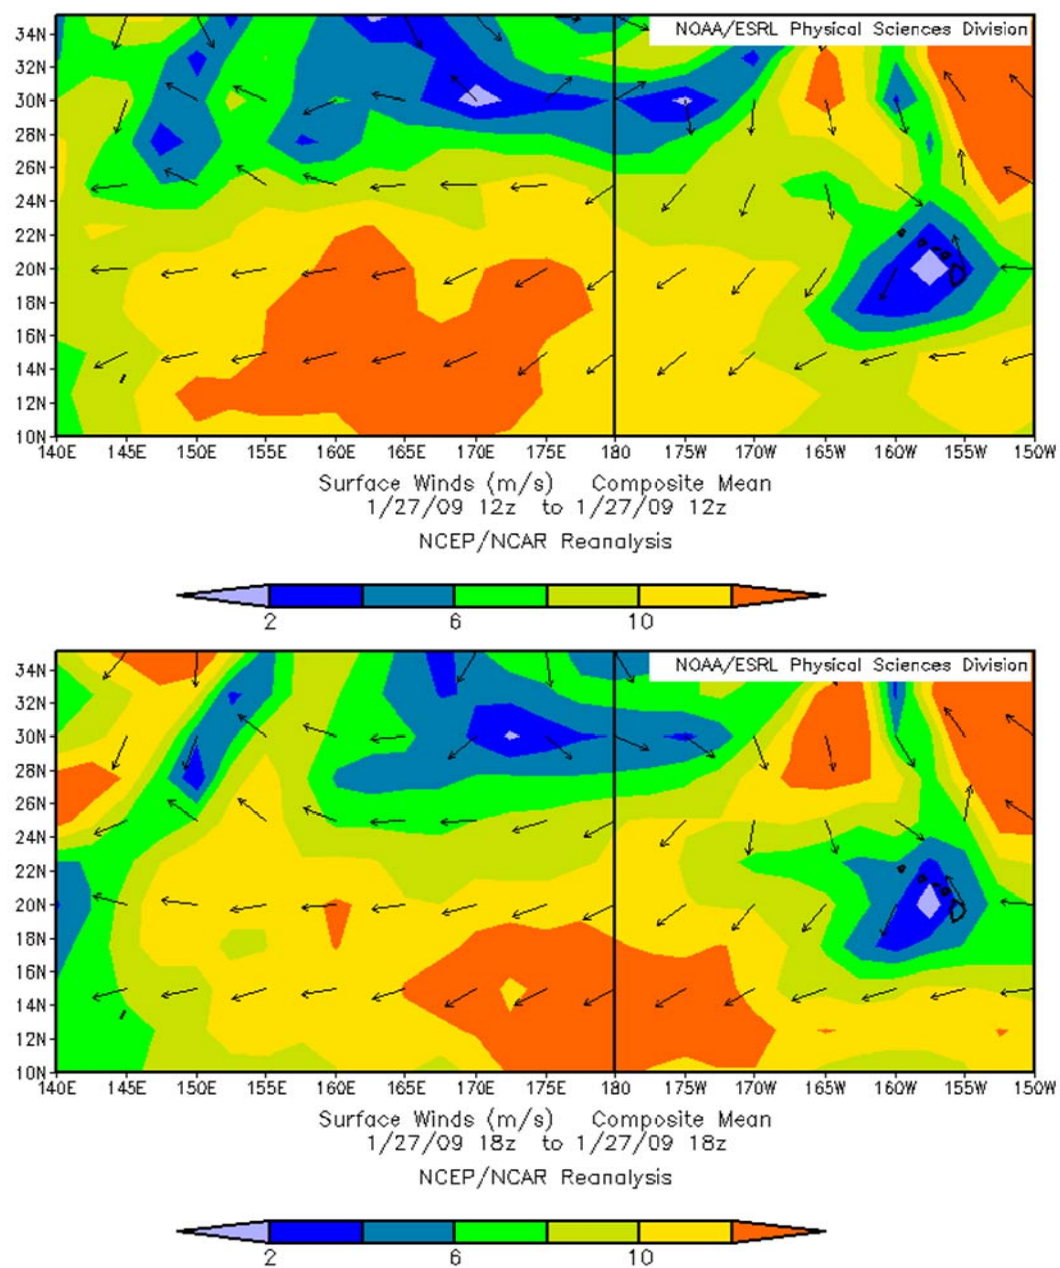 NOAA/ESRL Physical Sciences Division
34N
32N
30N
28N
26N
24N
22N
20N
18N
16N
14N
12N
10N
140E 145E 150E 155E 160E 165E 170E 175E 180 175W 170W 165W 160W 155W 150W
Surface Winds (m/s) Composite Mean
1/27/09 12z to 1/27/09 12z
NCEP/NCAR Reanalysis
2 6 10
NOAA/ESRL Physical Sciences Division
34N
32N
30N
28N
26N
24N
22N
20N
18N
16N
14N
12N
10N
140E 145E 150E 155E 160E 165E 170E 175E 180 175W 170W 165W 160W 155W 150W
Surface Winds (m/s) Composite Mean
1/27/09 18z to 1/27/09 18z
NCEP/NCAR Reanalysis
2 6 10